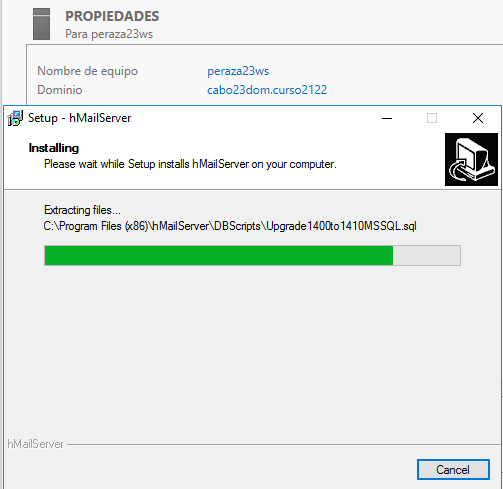 PROPIEDADES
Para peraza23ws
Nombre de equipo peraza23ws
Dominio cabo23dom.curso2122
Setup - hMailServer
Installing
Please wait while Setup installs hMailServer on your computer.
Extracting files...
C:\Program Files (x86)\hMailServer\DBScripts\Upgrade1400to1410MSSQL.sql
hMailServer
Cancel